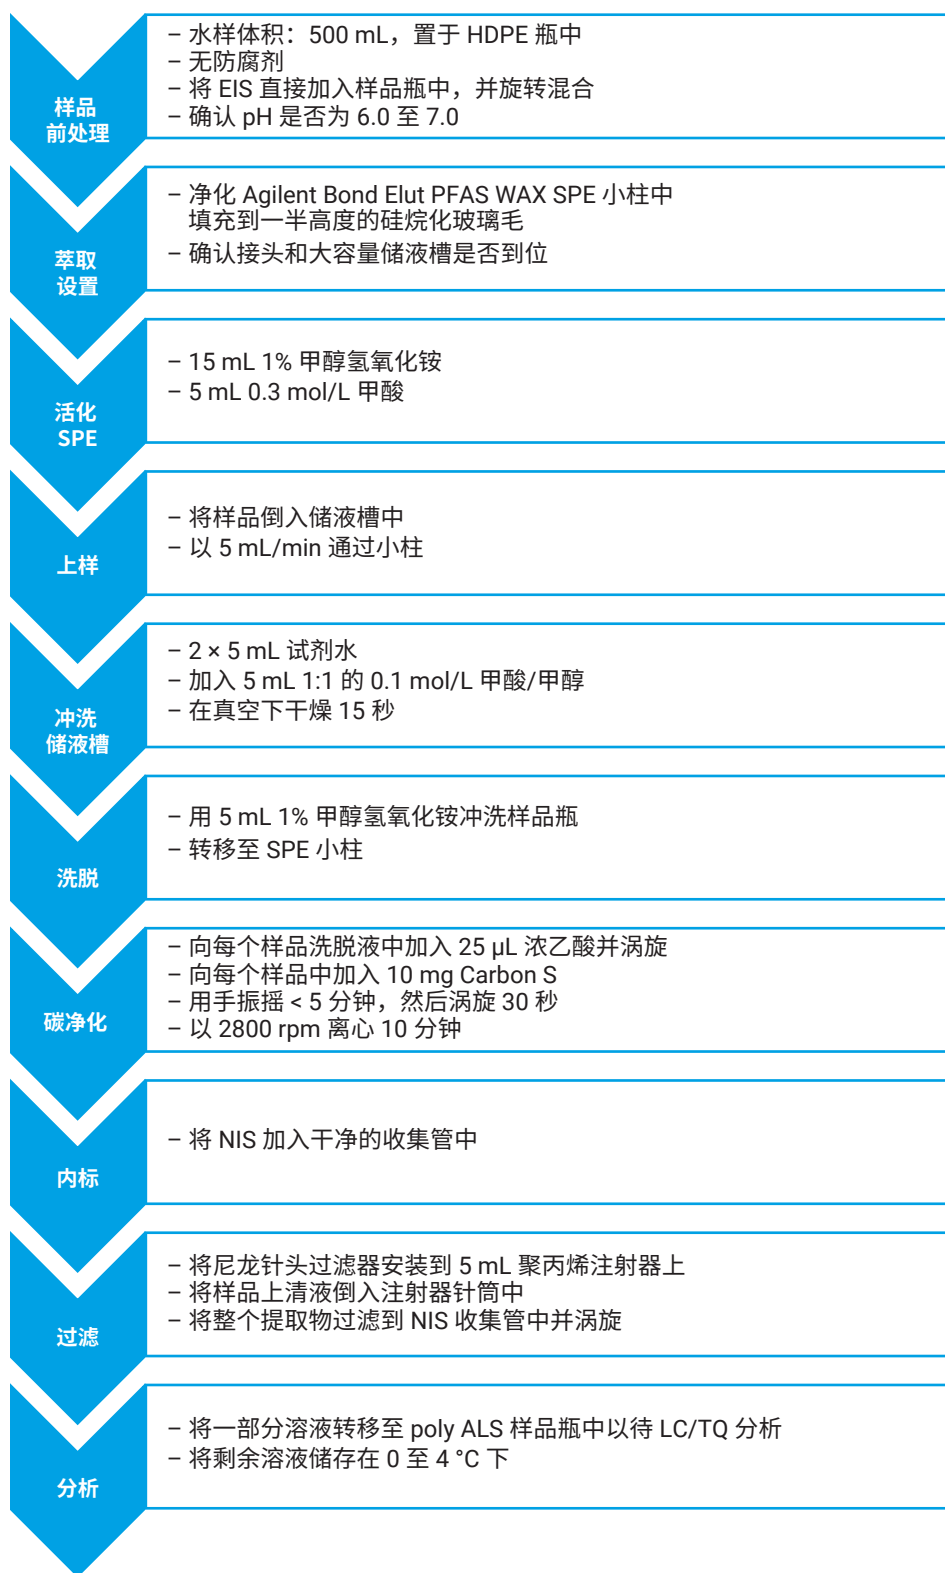 样品
前处理
– 水样体积：500 mL，置于 HDPE 瓶中
– 无防腐剂
– 将 EIS 直接加入样品瓶中，并旋转混合
– 确认 pH 是否为 6.0 至 7.0
萃取
设置
– 净化 Agilent Bond Elut PFAS WAX SPE 小柱中
填充到一半高度的硅烷化玻璃毛
– 确认接头和大容量储液槽是否到位
活化
SPE
– 15 mL 1% 甲醇氢氧化铵
– 5 mL 0.3 mol/L 甲酸
上样
– 将样品倒入储液槽中
– 以 5 mL/min 通过小柱
冲洗
储液槽
– 2 × 5 mL 试剂水
– 加入 5 mL 1:1 的 0.1 mol/L 甲酸/甲醇
– 在真空下干燥 15 秒
洗脱
– 用 5 mL 1% 甲醇氢氧化铵冲洗样品瓶
– 转移至 SPE 小柱
碳净化
– 向每个样品洗脱液中加入 25 µL 浓乙酸并涡旋
– 向每个样品中加入 10 mg Carbon S
– 用手振摇 < 5 分钟，然后涡旋 30 秒
– 以 2800 rpm 离心 10 分钟
内标
– 将 NIS 加入干净的收集管中
过滤
– 将尼龙针头过滤器安装到 5 mL 聚丙烯注射器上
– 将样品上清液倒入注射器针筒中
– 将整个提取物过滤到 NIS 收集管中并涡旋
分析
– 将一部分溶液转移至 poly ALS 样品瓶中以待 LC/TQ 分析
– 将剩余溶液储存在 0 至 4 °C 下